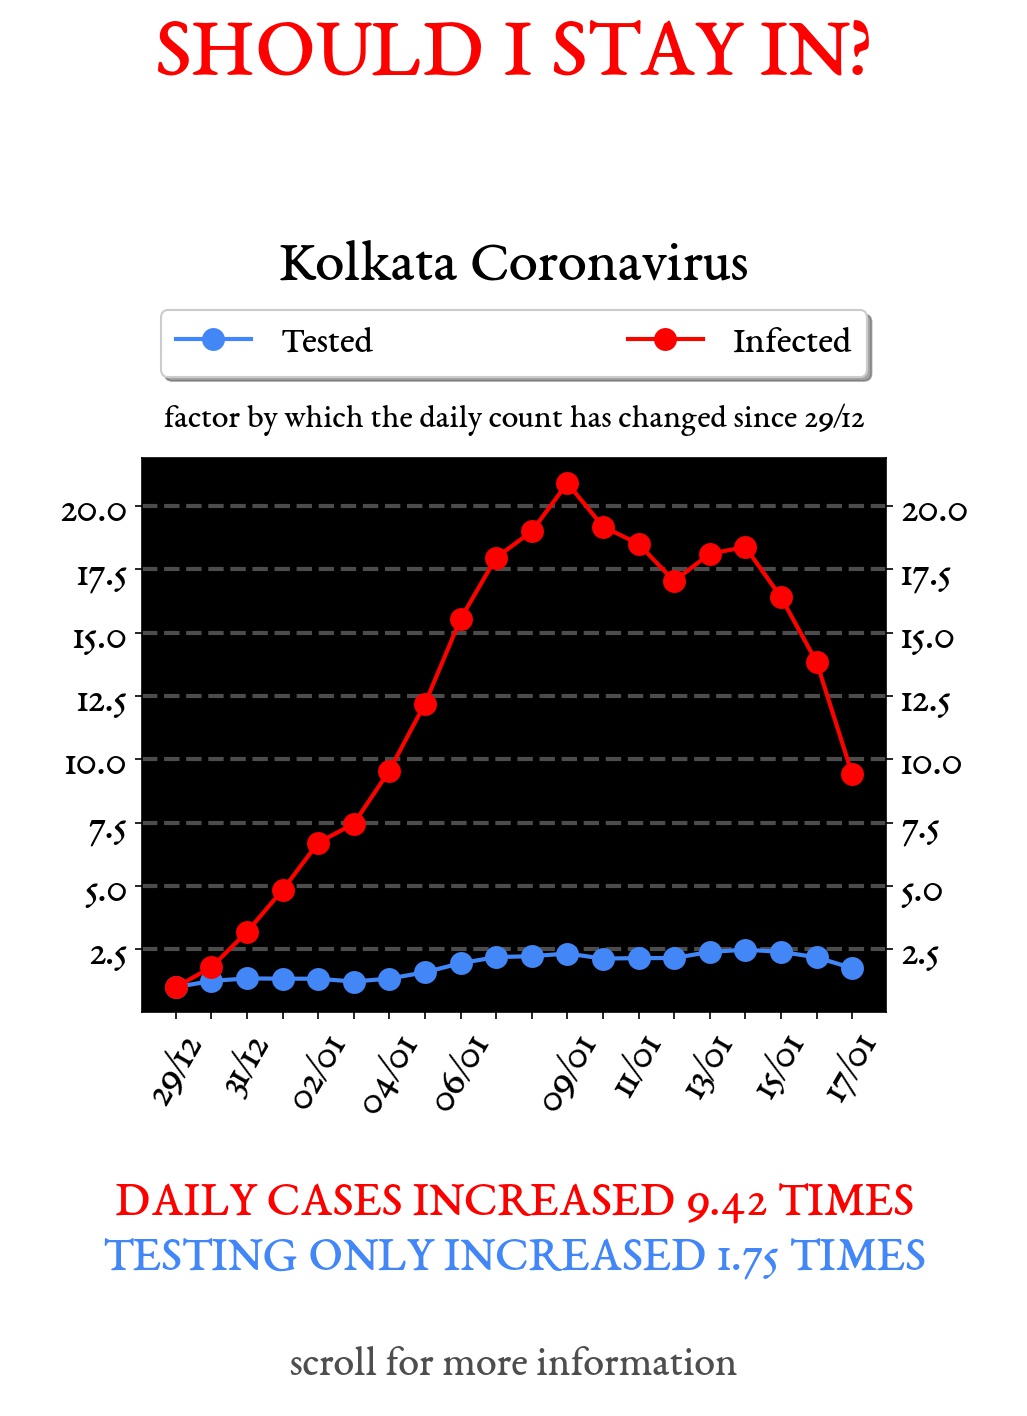 SHOULD I STAY IN?
Kolkata Coronavirus
Tested Infected
factor by which the daily count has changed since 29/12
20.0 20.0
17.5 17.5
15.0 15.0
12.5 12.5
10.0 10.0
7.5 7.5
5.0 5.0
2.5 2.5
29/12 31/12 02/01 04/01 06/01 09/01 11/01 13/01 15/01 17/01
DAILY CASES INCREASED 9.42 TIMES
TESTING ONLY INCREASED 1.75 TIMES
scroll for more information